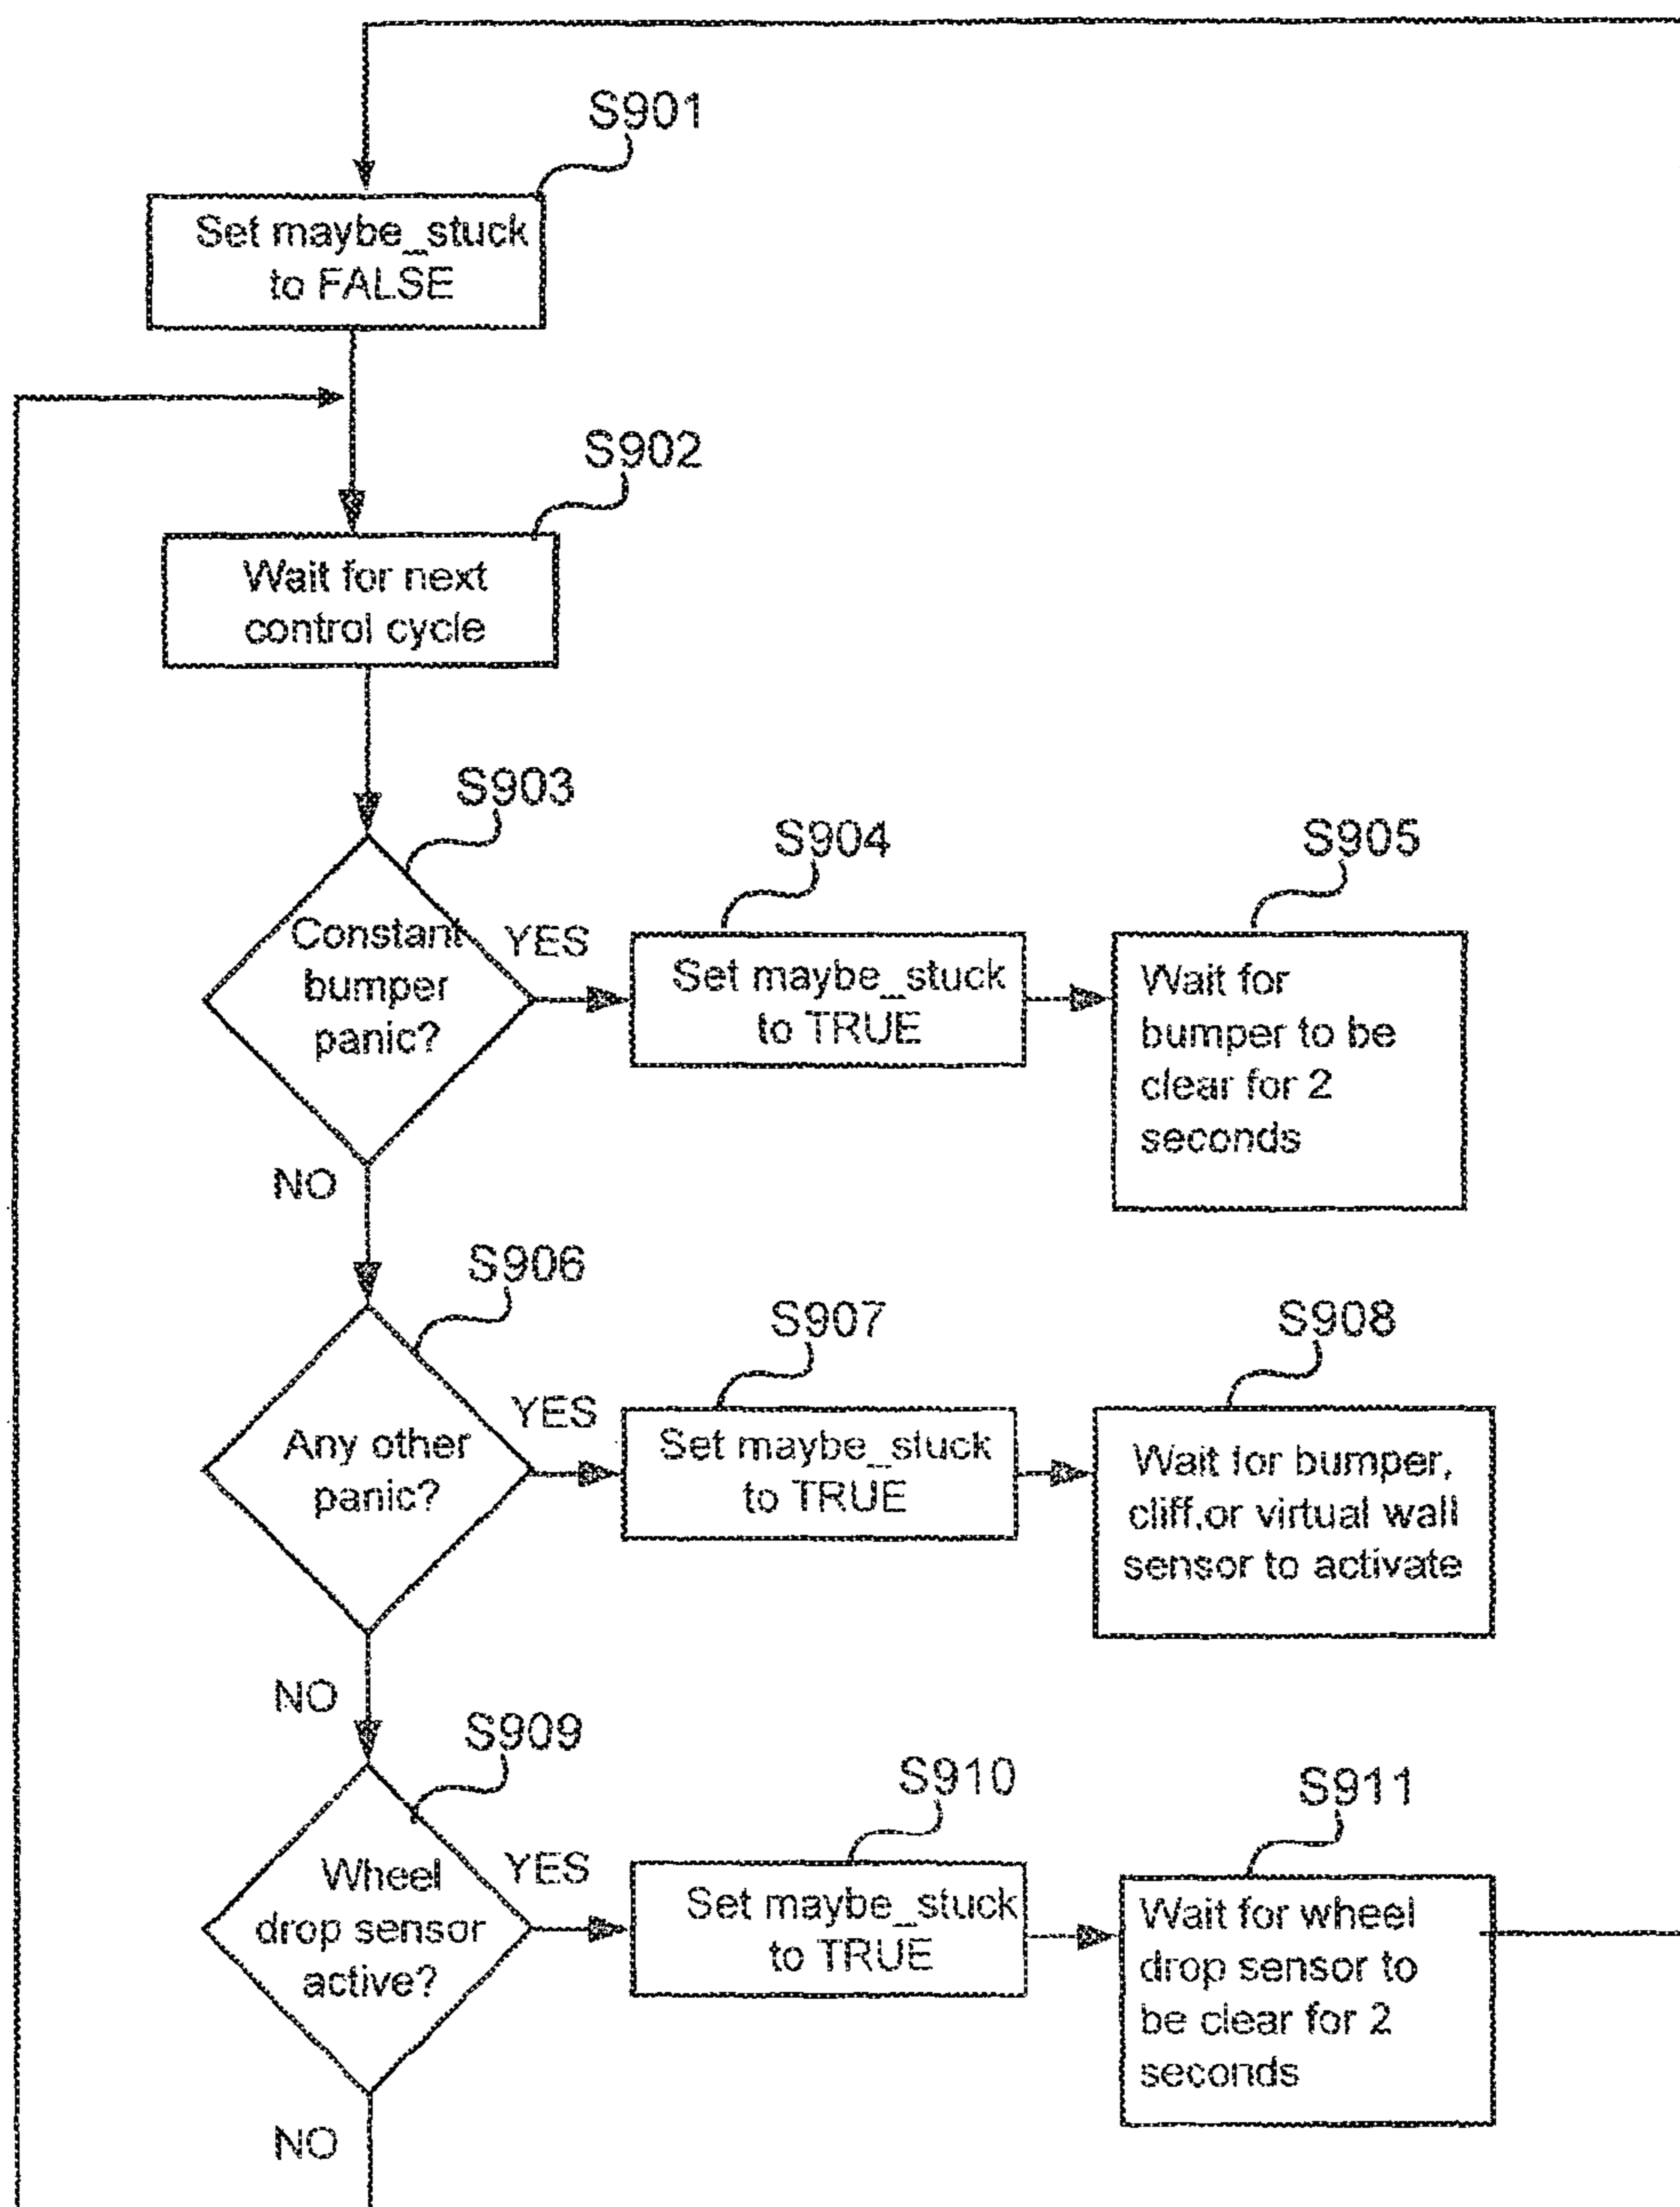 S901
Set maybe_stuck
to FALSE
S902
Wait for next
control cycle
S903
Constant
bumper
panic?
YES
S904
Set maybe_stuck
to TRUE
S905
Wait for
bumper to be
clear for 2
seconds
NO
S906
Any other
panic?
YES
S907
Set maybe_stuck
to TRUE
S908
Wait for bumper,
cliff,or virtual wall
sensor to activate
NO
S909
Wheel
drop sensor
active?
YES
S910
Set maybe_stuck
to TRUE
S911
Wait for wheel
drop sensor to
be clear for 2
seconds
NO